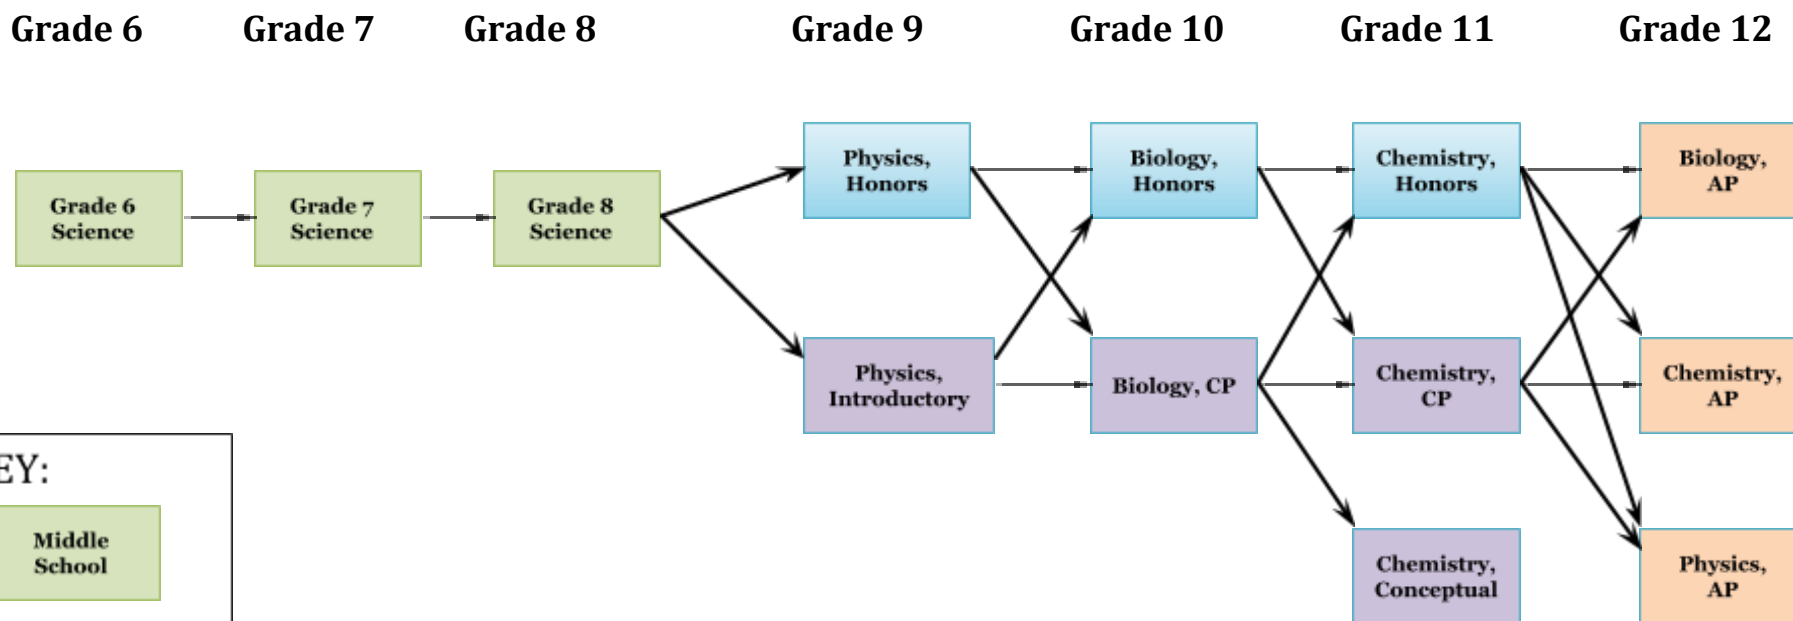 Grade 6
Grade 7
Grade 8
Grade 9
Grade 10
Grade 11
Grade 12
Physics,
Honors
Biology,
Honors
Chemistry,
Honors
Biology,
AP
Grade 6
Science
Grade 7
Science
Grade 8
Science
Physics,
Introductory
Biology, CP
Chemistry,
CP
Chemistry,
AP
EY:
Middle
School
Chemistry,
Conceptual
Physics,
AP